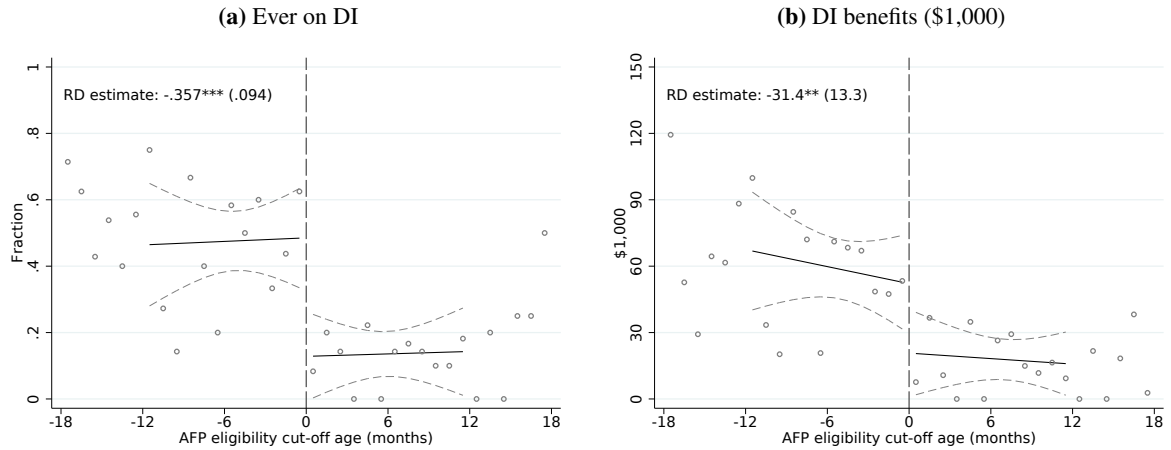 (a) Ever on DI
RD estimate: -.357*** (.094)
Fraction
1
.8
.6
.4
.2
0
-18 -12 -6 0 6 12 18
AFP eligibility cut-off age (months)
(b) DI benefits ($1,000)
RD estimate: -31.4** (13.3)
$1,000
150
120
90
60
30
0
-18 -12 -6 0 6 12 18
AFP eligibility cut-off age (months)